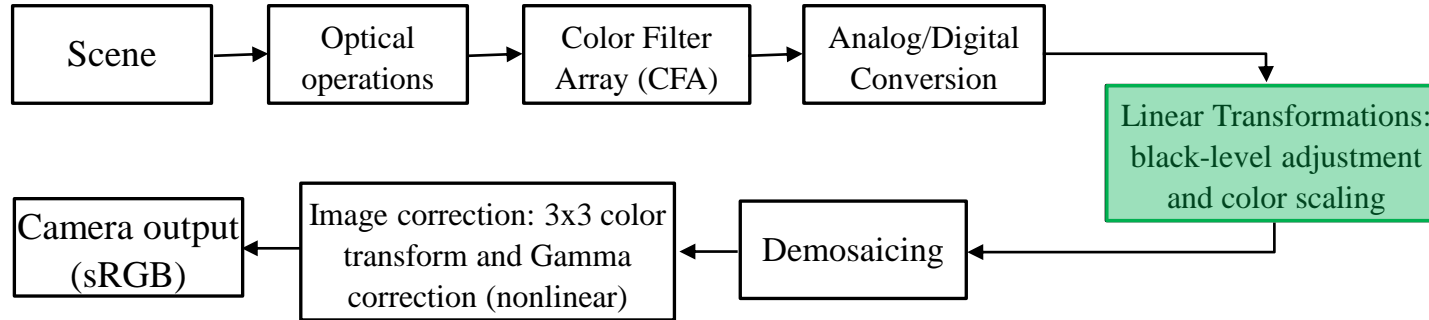 Scene
Optical
operations
Color Filter
Array (CFA)
Analog/Digital
Conversion
Linear Transformations:
black-level adjustment
and color scaling
Demosaicing
Image correction: 3x3 color
transform and Gamma
correction (nonlinear)
Camera output
(sRGB)